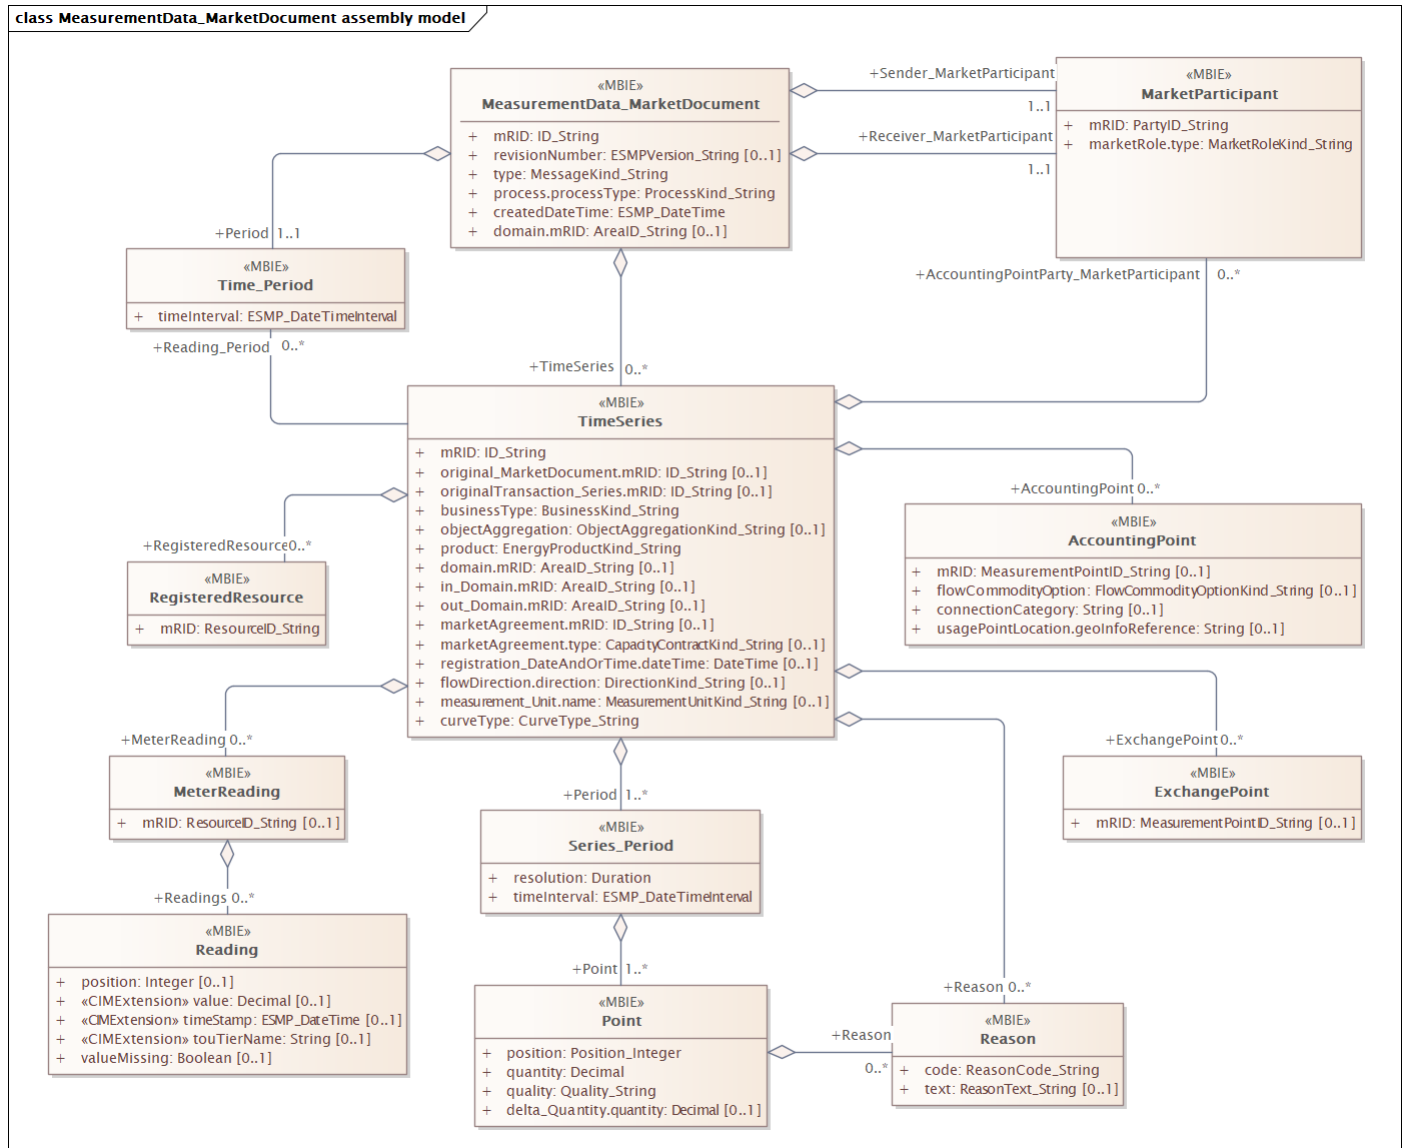 class MeasurementData_MarketDocument assembly model
«MBIE»
MeasurementData_MarketDocument
+ mRID: ID_String
+ revisionNumber: ESMPVersion_String [0..1]
+ type: MessageKind_String
+ process.processType: ProcessKind_String
+ createdDateTime: ESMP_DateTime
+ domain.mRID: AreaID_String [0..1]
+Sender_MarketParticipant
1..1
+Receiver_MarketParticipant
1..1
«MBIE»
MarketParticipant
+ mRID: PartyID_String
+ marketRole.type: MarketRoleKind_String
+Period 1..1
«MBIE»
Time_Period
+ timeInterval: ESMP_DateTimeInterval
+Reading_Period 0..*
+AccountingPointParty_MarketParticipant 0..*
+TimeSeries 0..*
«MBIE»
TimeSeries
+ mRID: ID_String
+ original_MarketDocument.mRID: ID_String [0..1]
+ originalTransaction_Series.mRID: ID_String [0..1]
+ businessType: BusinessKind_String
+ objectAggregation: ObjectAggregationKind_String [0..1]
+ product: EnergyProductKind_String
+ domain.mRID: AreaID_String [0..1]
+ in_Domain.mRID: AreaID_String [0..1]
+ out_Domain.mRID: AreaID_String [0..1]
+ marketAgreement.mRID: ID_String [0..1]
+ marketAgreement.type: CapacityContractKind_String [0..1]
+ registration_DateAndOrTime.dateTime: DateTime [0..1]
+ flowDirection.direction: DirectionKind_String [0..1]
+ measurement_Unit.name: MeasurementUnitKind_String [0..1]
+ curveType: CurveType_String
+AccountingPoint 0..*
«MBIE»
AccountingPoint
+ mRID: MeasurementPointID_String [0..1]
+ flowCommodityOption: FlowCommodityOptionKind_String [0..1]
+ connectionCategory: String [0..1]
+ usagePointLocation.geoInfoReference: String [0..1]
+RegisteredResource 0..*
«MBIE»
RegisteredResource
+ mRID: ResourceID_String
+MeterReading 0..*
«MBIE»
MeterReading
+ mRID: ResourceID_String [0..1]
+ExchangePoint 0..*
«MBIE»
ExchangePoint
+ mRID: MeasurementPointID_String [0..1]
+Period 1..*
«MBIE»
Series_Period
+ resolution: Duration
+ timeInterval: ESMP_DateTimeInterval
+Readings 0..*
«MBIE»
Reading
+ position: Integer [0..1]
+ «CIMExtension» value: Decimal [0..1]
+ «CIMExtension» timeStamp: ESMP_DateTime [0..1]
+ «CIMExtension» touTierName: String [0..1]
+ valueMissing: Boolean [0..1]
+Point 1..*
«MBIE»
Point
+ position: Position_Integer
+ quantity: Decimal
+ quality: Quality_String
+ delta_Quantity.quantity: Decimal [0..1]
+Reason 0..*
+Reason
0..*
«MBIE»
Reason
+ code: ReasonCode_String
+ text: ReasonText_String [0..1]